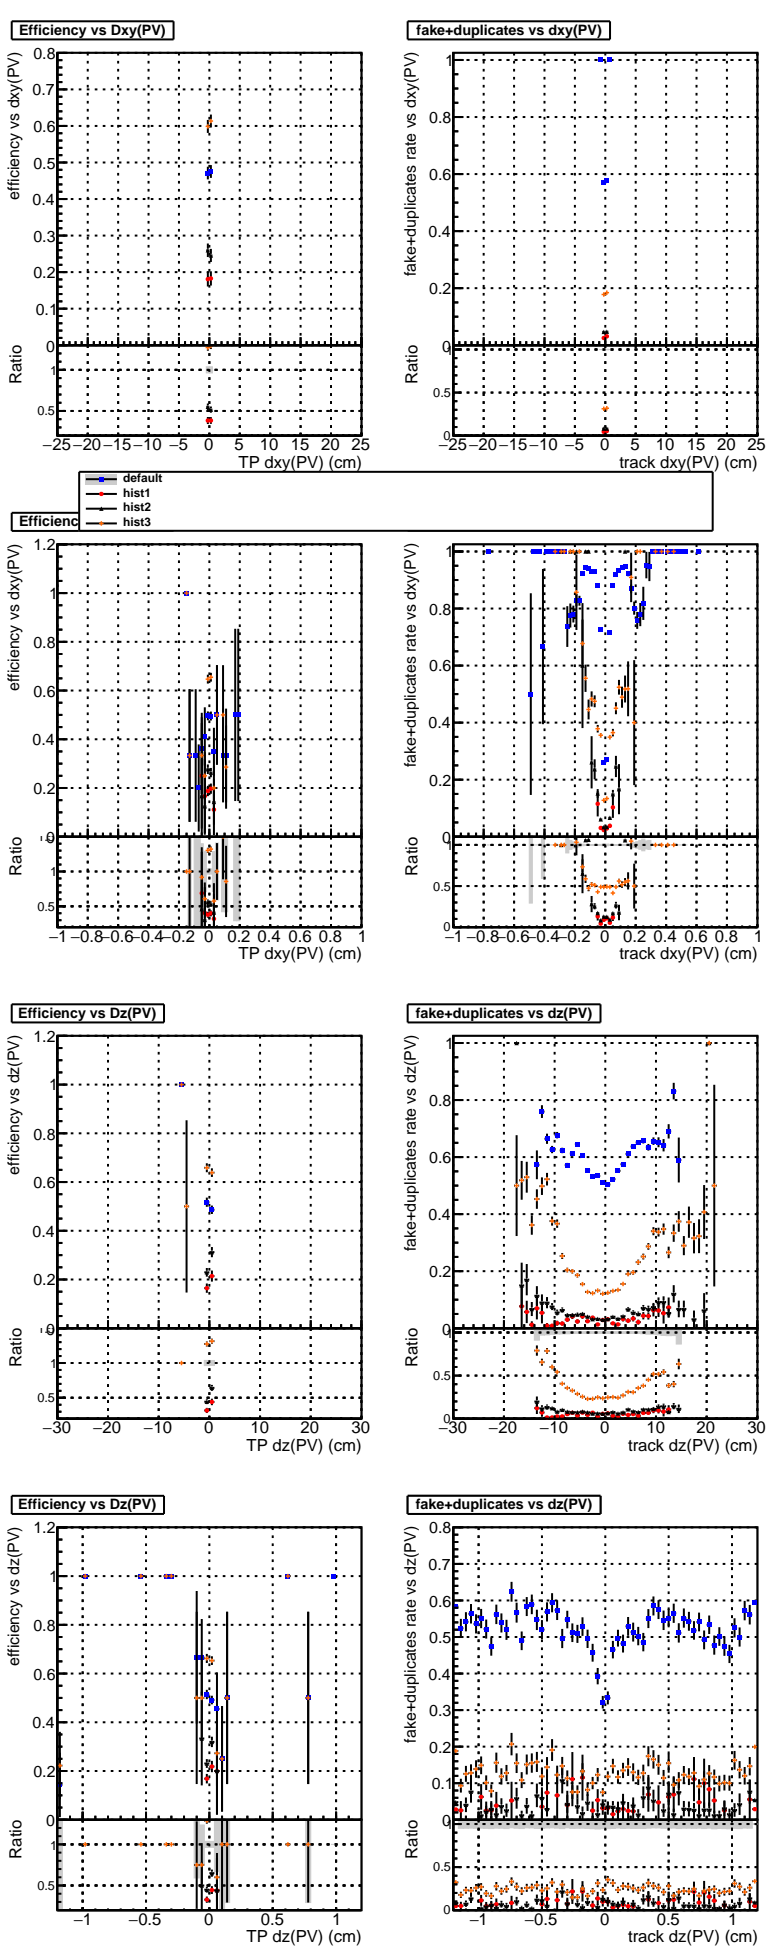 Efficiency vs Dxy(PV)
fake+duplicates vs dxy(PV)
efficiency vs dxy(PV)
0.8
0.7
0.6
0.5
0.4
0.3
0.2
0.1
0
fake+duplicates rate vs dxy(PV)
1
0.8
0.6
0.4
0.2
0
Ratio
1
0.5
Ratio
1
0.5
0
−25 −20 −15 −10 −5 0 5 10 15 20 25
TP dxy(PV) (cm)
−25 −20 −15 −10 −5 0 5 10 15 20 25
track dxy(PV) (cm)
default
hist1
hist2
hist3
Efficienc
efficiency vs dxy(PV)
1.2
1
0.8
0.6
0.4
0.2
fake+duplicates rate vs dxy(PV)
1
0.8
0.6
0.4
0.2
0
Ratio
1
0.5
Ratio
1
0.5
0
−1 −0.8 −0.6 −0.4 −0.2 0 0.2 0.4 0.6 0.8 1
TP dxy(PV) (cm)
−1 −0.8 −0.6 −0.4 −0.2 0 0.2 0.4 0.6 0.8 1
track dxy(PV) (cm)
Efficiency vs Dz(PV)
fake+duplicates vs dz(PV)
efficiency vs dz(PV)
1.2
1
0.8
0.6
0.4
0.2
fake+duplicates rate vs dz(PV)
1
0.8
0.6
0.4
0.2
0
Ratio
1
0.5
Ratio
1
0.5
0
−30 −20 −10 0 10 20 30
TP dz(PV) (cm)
−30 −20 −10 0 10 20 30
track dz(PV) (cm)
Efficiency vs Dz(PV)
fake+duplicates vs dz(PV)
efficiency vs dz(PV)
1.2
1
0.8
0.6
0.4
0.2
0
fake+duplicates rate vs dz(PV)
0.8
0.7
0.6
0.5
0.4
0.3
0.2
0.1
0
Ratio
1
0.5
Ratio
1
0.5
0
−1 −0.5 0 0.5 1
TP dz(PV) (cm)
−1 −0.5 0 0.5 1
track dz(PV) (cm)